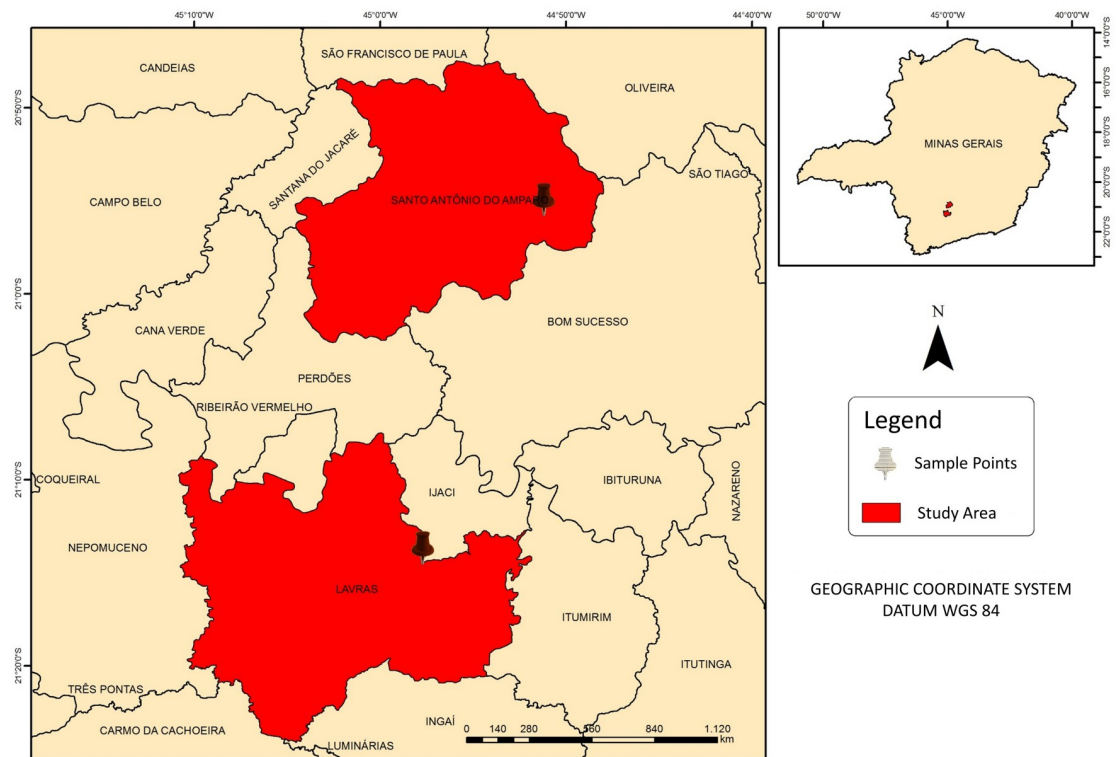 45°10'0"W 45°0'0"W 44°50'0"W 44°40'0"W
20°50'0"S
21°0'0"S
21°10'0"S
21°20'0"S
CANDEIAS
SÃO FRANCISCO DE PAULA
OLIVEIRA
SANTANA DO JACARÉ
SÃO TIAGO
CAMPO BELO
SANTO ANTÔNIO DO AMPARO
BOM SUCESSO
CANA VERDE
PERDÕES
RIBEIRÃO VERMELHO
COQUEIRAL
IJACI
IBITURUNA
NAZARENO
NEPOMUCENO
LAVRAS
ITUMIRIM
ITUTINGA
TRÊS PONTAS
CARMO DA CACHOEIRA
INGAÍ
LUMINÁRIAS
0 140 280 560 840 1.120
km
50°0'0"W 45°0'0"W 40°0'0"W
14°0'0"S
16°0'0"S
18°0'0"S
20°0'0"S
22°0'0"S
MINAS GERAIS
N
Legend
Sample Points
Study Area
GEOGRAPHIC COORDINATE SYSTEM
DATUM WGS 84